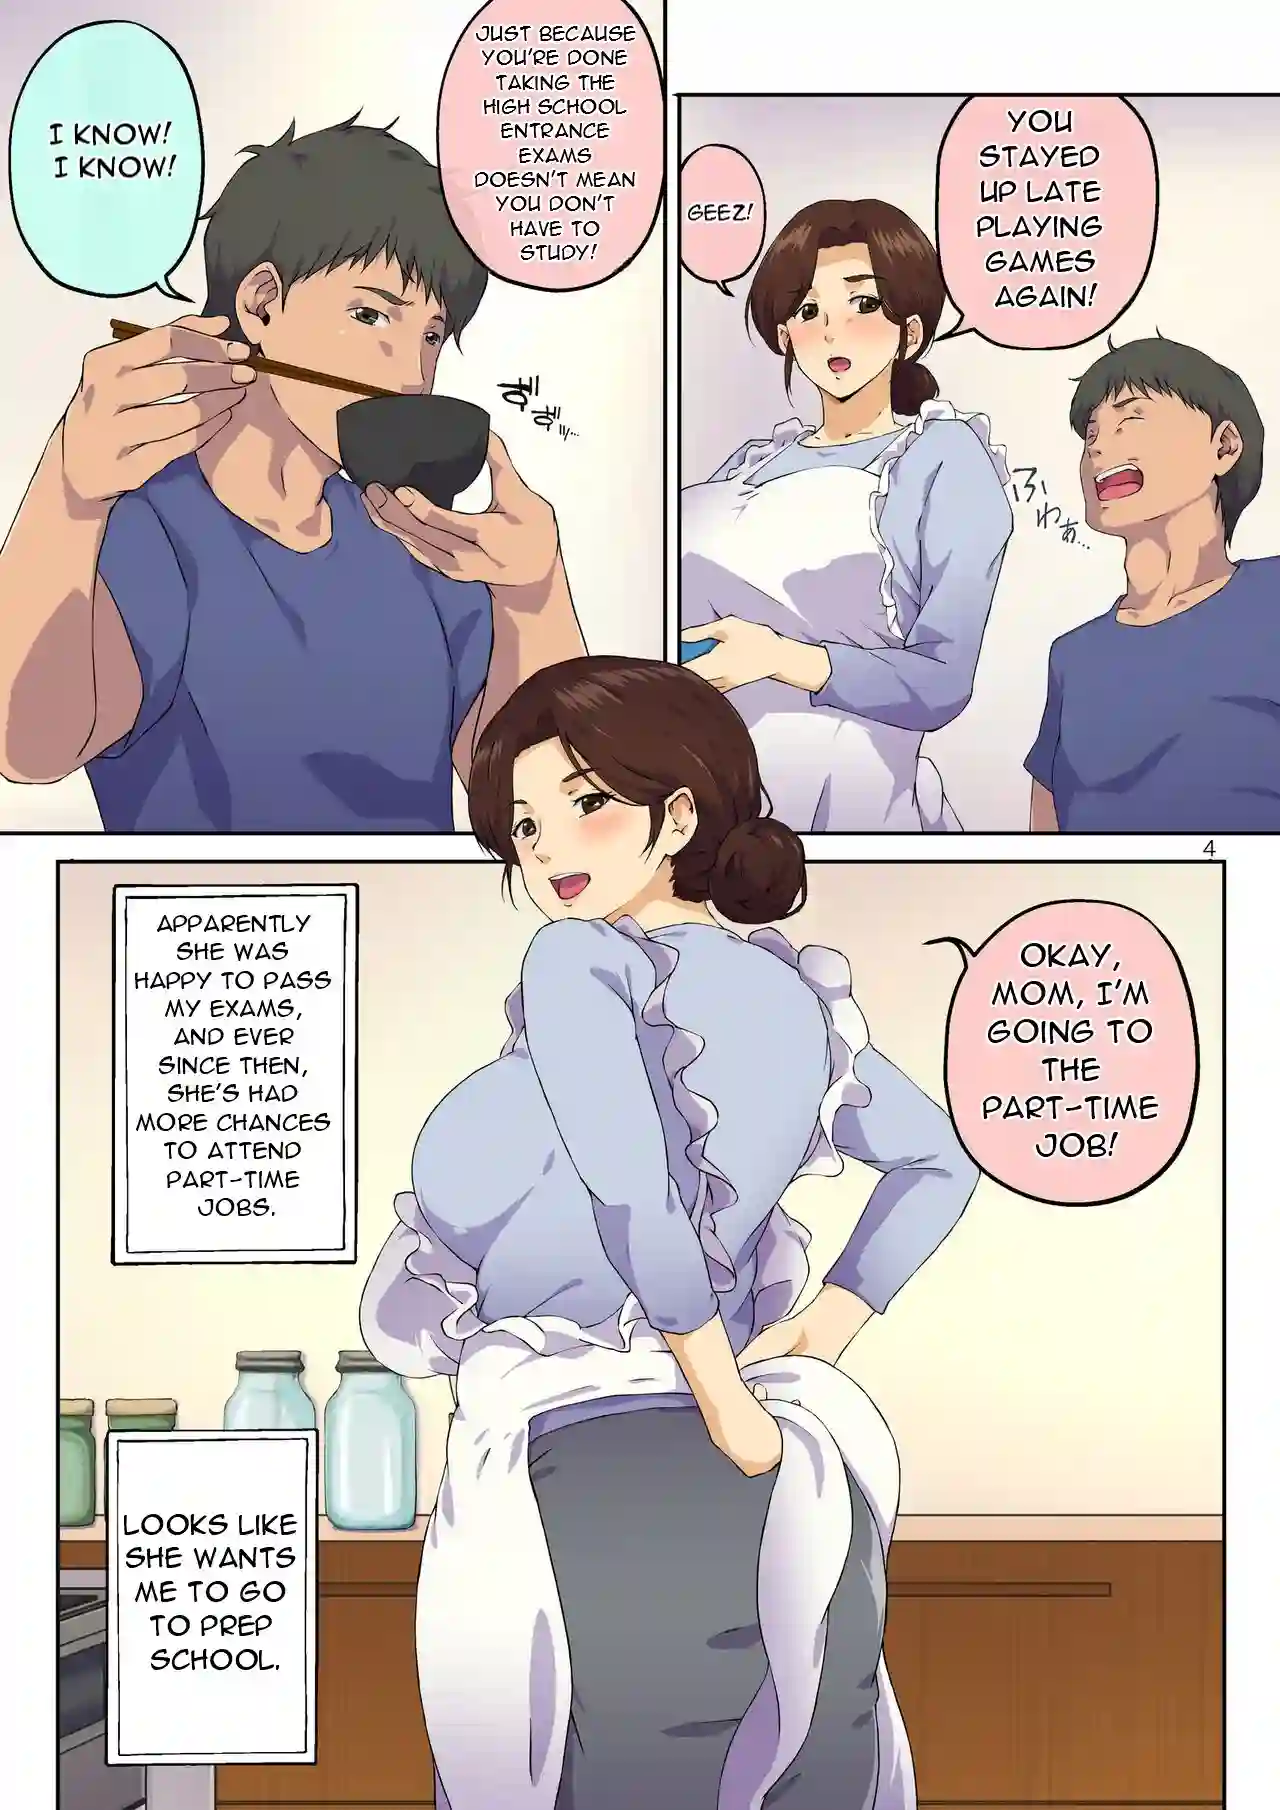 YOU
STAYED
UP LATE
PLAYING
GAMES
AGAIN!
ふわぁ…
GEEZ!
JUST BECAUSE
YOU'RE DONE
TAKING THE
HIGH SCHOOL
ENTRANCE
EXAMS
DOESN'T MEAN
YOU DON'T
HAVE TO
STUDY!
I KNOW!
I KNOW!
4
OKAY,
MOM, I'M
GOING TO
THE
PART-TIME
JOB!
APPARENTLY
SHE WAS
HAPPY TO PASS
MY EXAMS,
AND EVER
SINCE THEN,
SHE'S HAD
MORE CHANCES
TO ATTEND
PART-TIME
JOBS.
LOOKS LIKE
SHE WANTS
ME TO GO
TO PREP
SCHOOL.